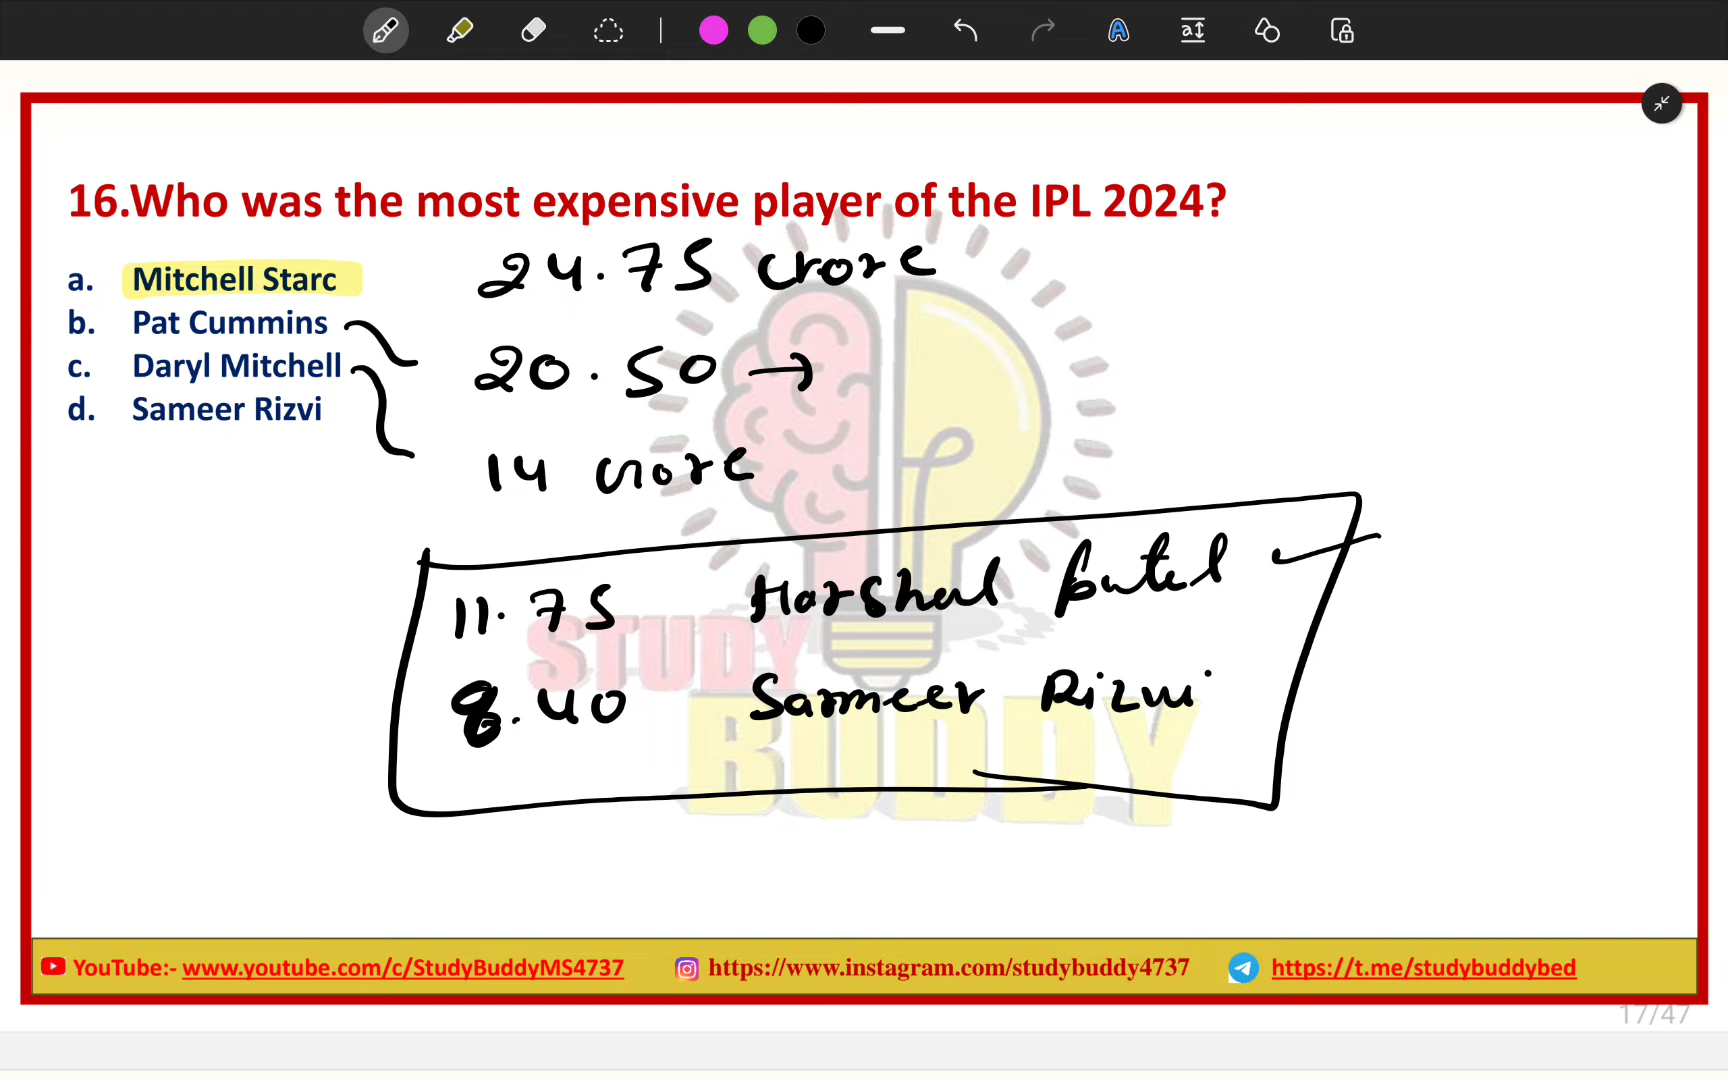 16.Who was the most expensive player of the IPL 2024?
a. Mitchell Starc
24.75 crore
b. Pat Cummins
20.50 →
c. Daryl Mitchell
d. Sameer Rizvi
14 crore
11.75 Harshal Patel
8.40 Sameer Rizvi
STUDY
BUDDY
YouTube:- www.youtube.com/c/StudyBuddyMS4737 https://www.instagram.com/studybuddy4737 https://t.me/studybuddybed
17/47